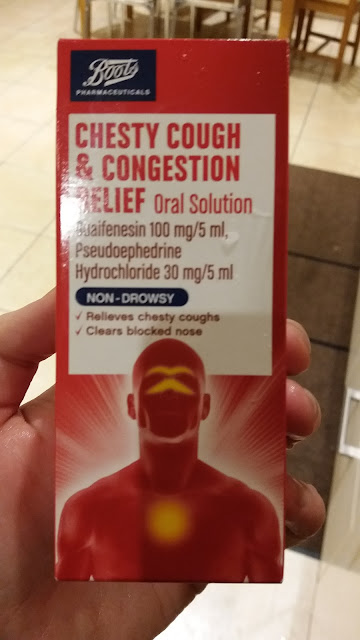 Boots
PHARMACEUTICALS
CHESTY COUGH
& CONGESTION
RELIEF Oral Solution
Guaifenesin 100 mg/5 ml,
Pseudoephedrine
Hydrochloride 30 mg/5 ml
NON-DROWSY
✓ Relieves chesty coughs
✓ Clears blocked nose